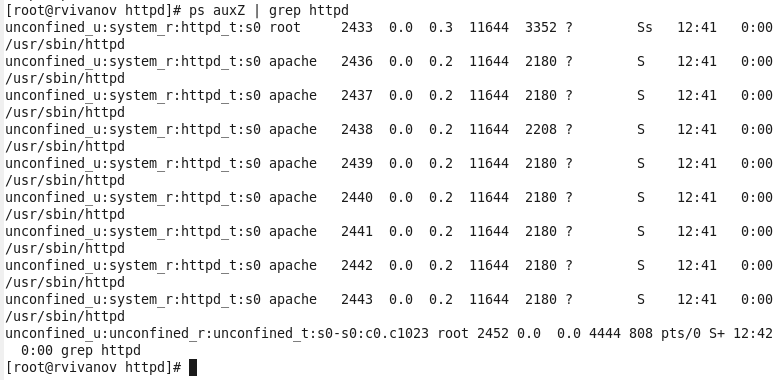 [root@rvivanov httpd]# ps auxZ | grep httpd
unconfined_u:system_r:httpd_t:s0 root     2433  0.0  0.3  11644  3352 ?        Ss   12:41   0:00
/usr/sbin/httpd
unconfined_u:system_r:httpd_t:s0 apache   2436  0.0  0.2  11644  2180 ?        S    12:41   0:00
/usr/sbin/httpd
unconfined_u:system_r:httpd_t:s0 apache   2437  0.0  0.2  11644  2180 ?        S    12:41   0:00
/usr/sbin/httpd
unconfined_u:system_r:httpd_t:s0 apache   2438  0.0  0.2  11644  2208 ?        S    12:41   0:00
/usr/sbin/httpd
unconfined_u:system_r:httpd_t:s0 apache   2439  0.0  0.2  11644  2180 ?        S    12:41   0:00
/usr/sbin/httpd
unconfined_u:system_r:httpd_t:s0 apache   2440  0.0  0.2  11644  2180 ?        S    12:41   0:00
/usr/sbin/httpd
unconfined_u:system_r:httpd_t:s0 apache   2441  0.0  0.2  11644  2180 ?        S    12:41   0:00
/usr/sbin/httpd
unconfined_u:system_r:httpd_t:s0 apache   2442  0.0  0.2  11644  2180 ?        S    12:41   0:00
/usr/sbin/httpd
unconfined_u:system_r:httpd_t:s0 apache   2443  0.0  0.2  11644  2180 ?        S    12:41   0:00
/usr/sbin/httpd
unconfined_u:unconfined_r:unconfined_t:s0-s0:c0.c1023 root 2452 0.0  0.0 4444 808 pts/0 S+ 12:42
  0:00 grep httpd
[root@rvivanov httpd]#